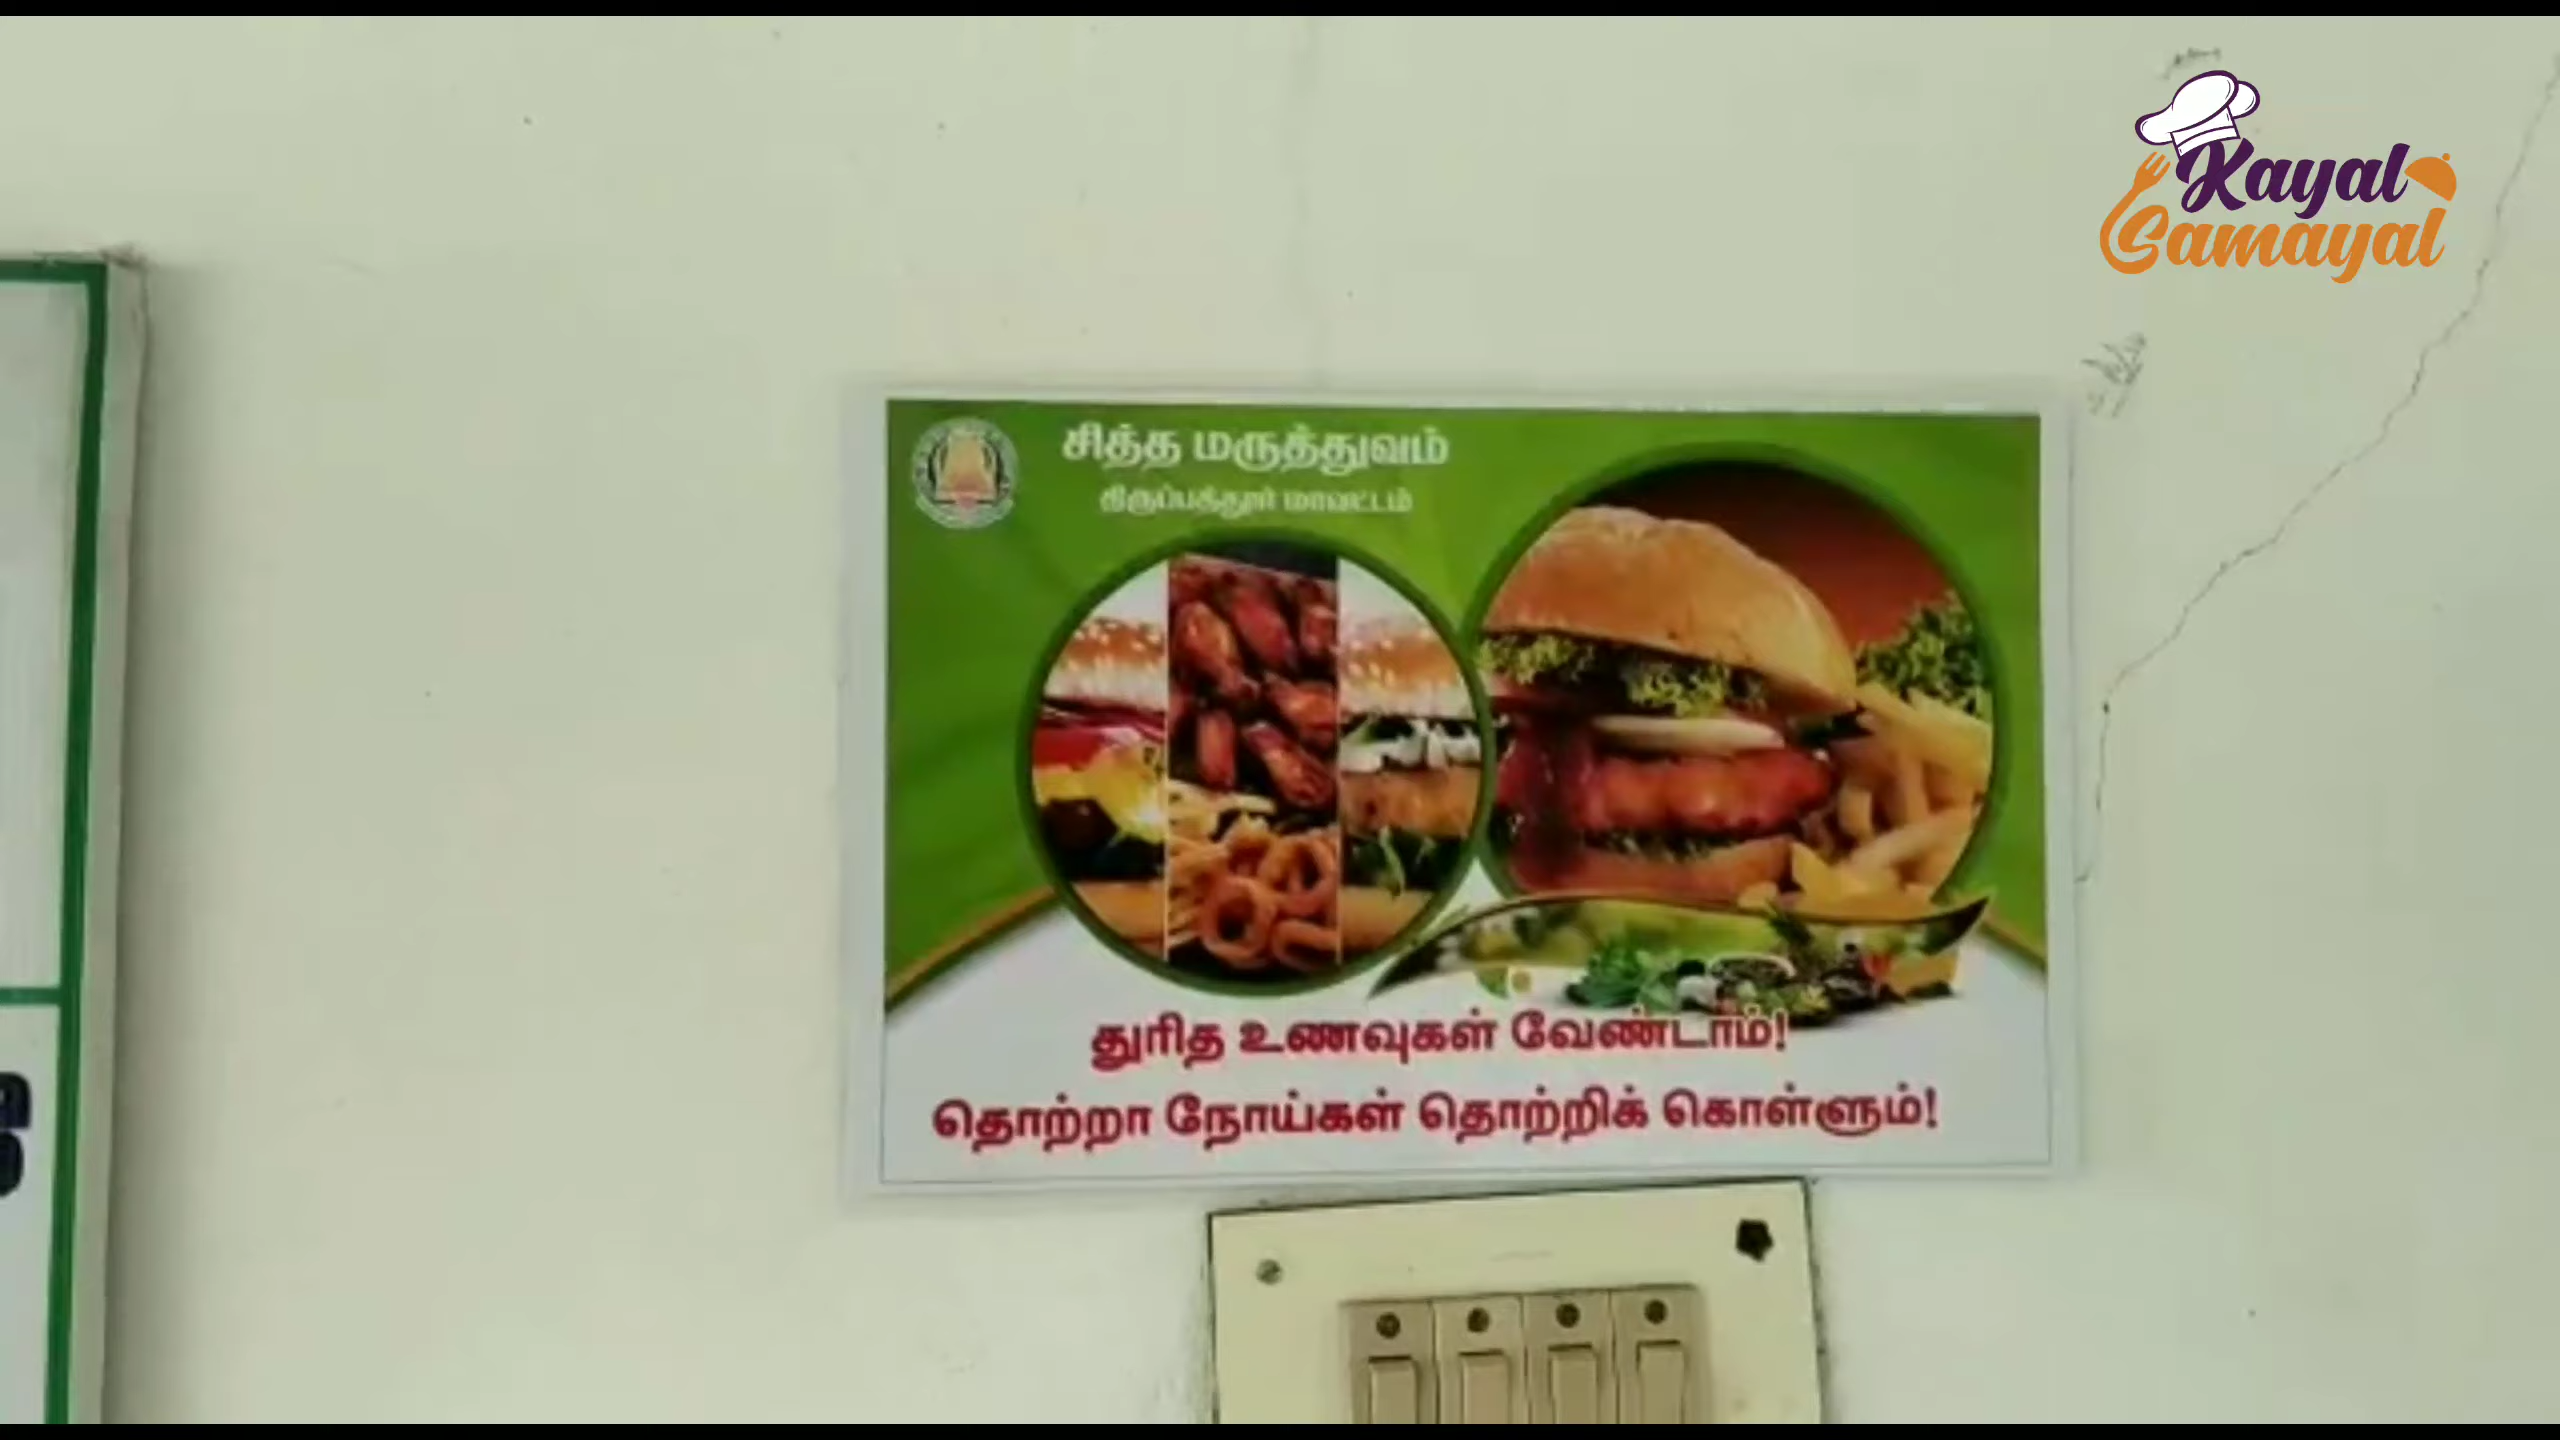 Kayal
Samayal
சித்த மருத்துவம்
திருப்பத்தூர் மாவட்டம்
துரித உணவுகள் வேண்டாம்!
தொற்றா நோய்கள் தொற்றிக் கொள்ளும்!